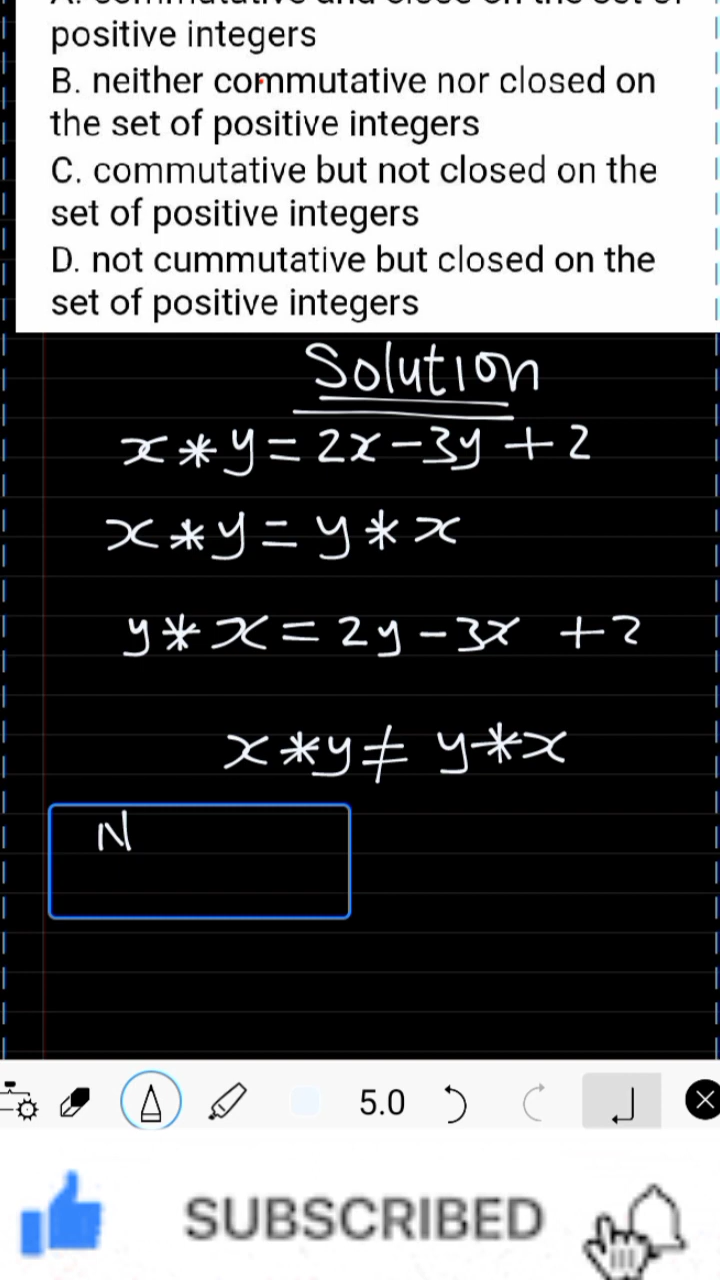 positive integers
B. neither commutative nor closed on
the set of positive integers
C. commutative but not closed on the
set of positive integers
D. not cummutative but closed on the
set of positive integers
Solution
x*y=2x-3y+2
x*y=y*x
y*x=2y-3x+2
x*y≠y*x
N
5.0
SUBSCRIBED